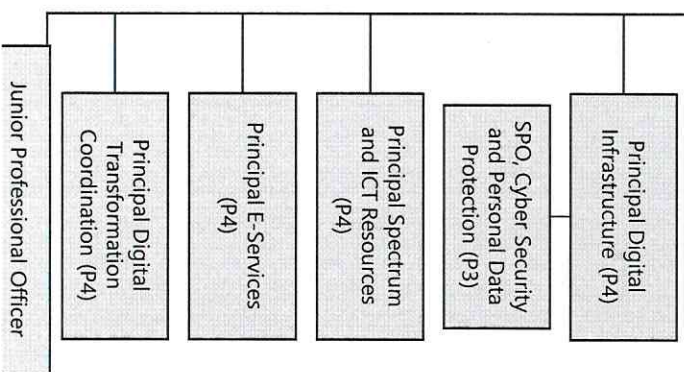 Principal Digital
Infrastructure (P4)
SPO, Cyber Security
and Personal Data
Protection (P3)
Principal Spectrum
and ICT Resources
(P4)
Principal E-Services
(P4)
Principal Digital
Transformation
Coordination (P4)
Junior Professional Officer